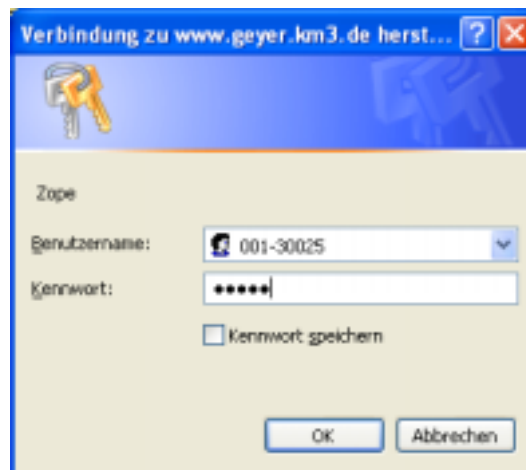 Verbindung zu www.geyer.km3.de herst...
Zope
Benutzername:
001-30025
Kennwort:
•••••
Kennwort speichern
OK
Abbrechen